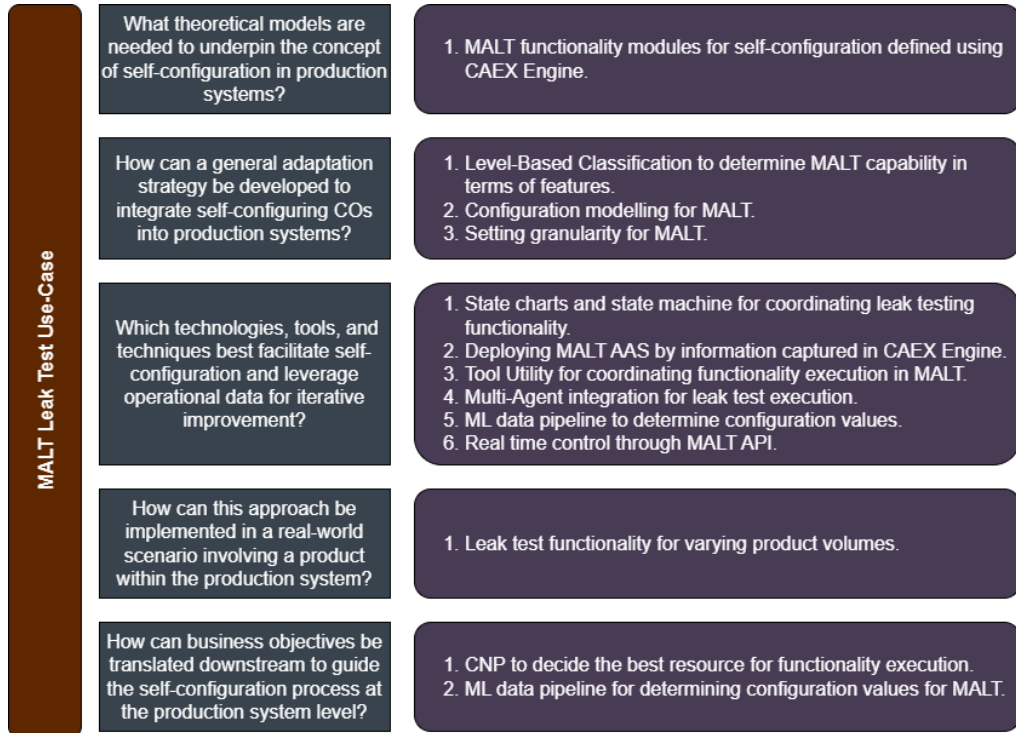 MALT Leak Test Use-Case
What theoretical models are
needed to underpin the concept
of self-configuration in production
systems?
1. MALT functionality modules for self-configuration defined using
CAEX Engine.
How can a general adaptation
strategy be developed to
integrate self-configuring COs
into production systems?
1. Level-Based Classification to determine MALT capability in
terms of features.
2. Configuration modelling for MALT.
3. Setting granularity for MALT.
Which technologies, tools, and
techniques best facilitate self-
configuration and leverage
operational data for iterative
improvement?
1. State charts and state machine for coordinating leak testing
functionality.
2. Deploying MALT AAS by information captured in CAEX Engine.
3. Tool Utility for coordinating functionality execution in MALT.
4. Multi-Agent integration for leak test execution.
5. ML data pipeline to determine configuration values.
6. Real time control through MALT API.
How can this approach be
implemented in a real-world
scenario involving a product
within the production system?
1. Leak test functionality for varying product volumes.
How can business objectives be
translated downstream to guide
the self-configuration process at
the production system level?
1. CNP to decide the best resource for functionality execution.
2. ML data pipeline for determining configuration values for MALT.